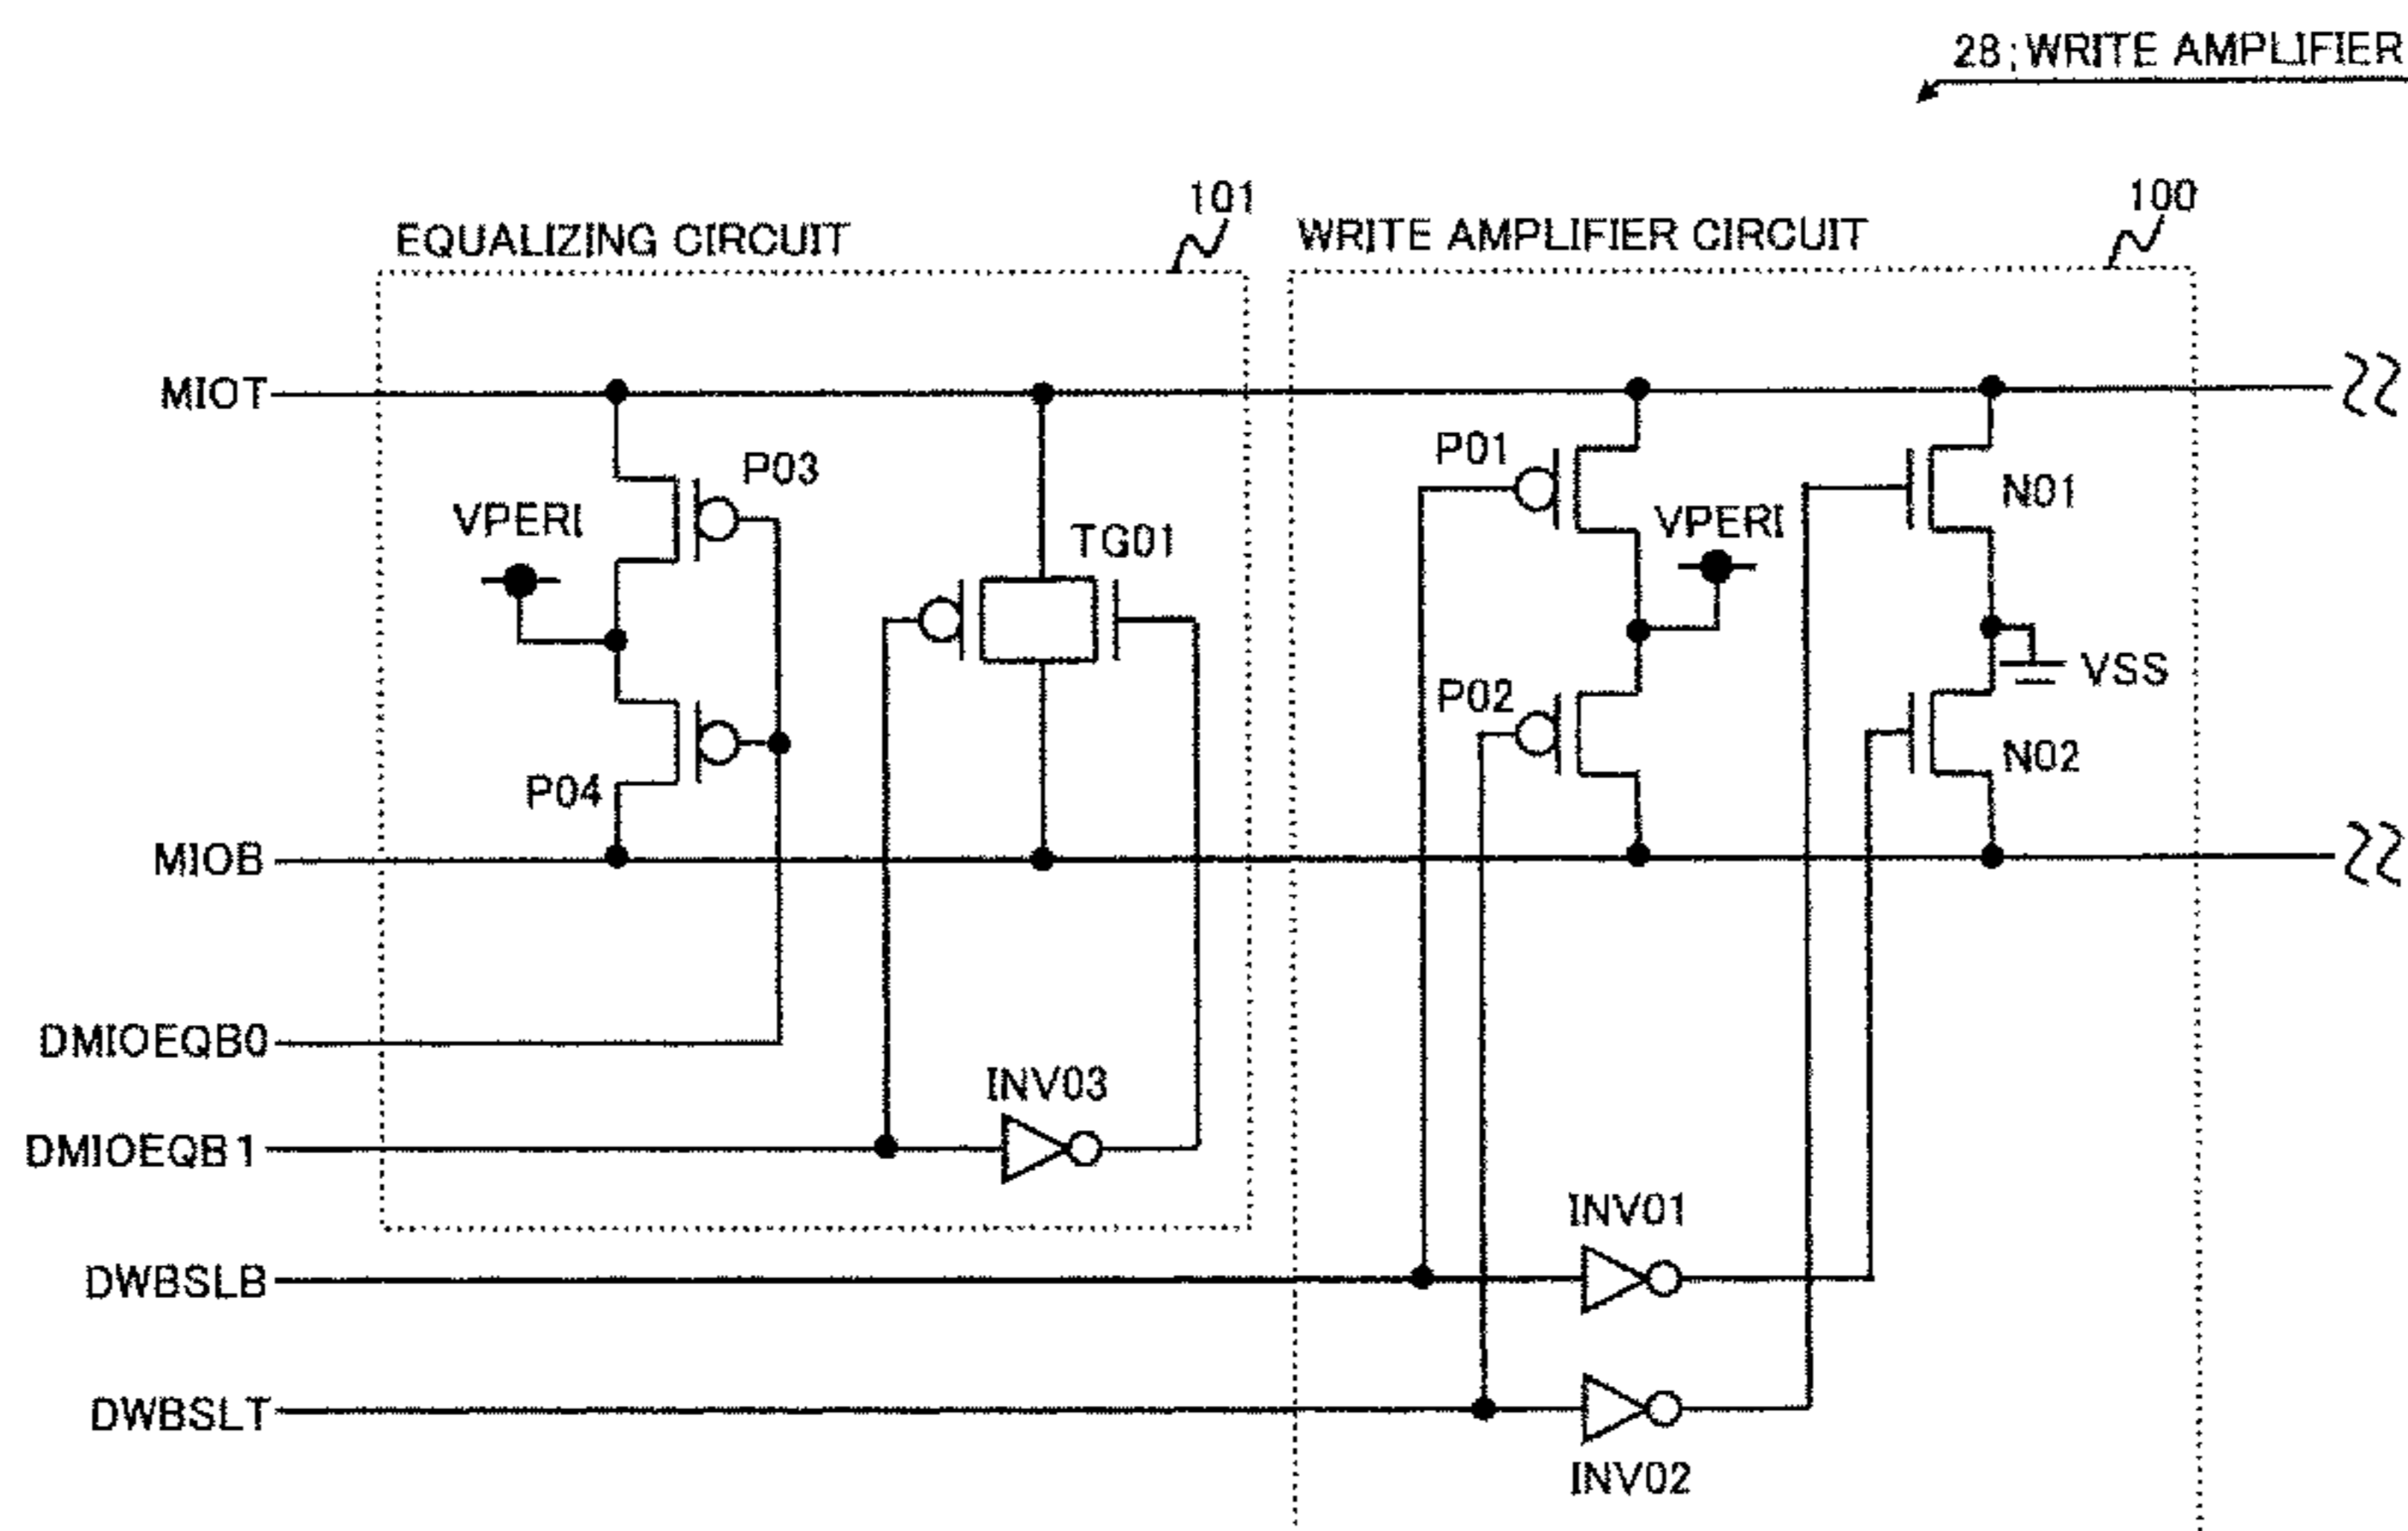 28; WRITE AMPLIFIER
101
100
EQUALIZING CIRCUIT
WRITE AMPLIFIER CIRCUIT
MIOT
P03
P01
N01
VPERI
VPERI
TG01
VSS
P02
N02
P04
MIOB
DMIOEQB0
INV03
DMIOEQB1
INV01
DWBSLB
DWBSLT
INV02